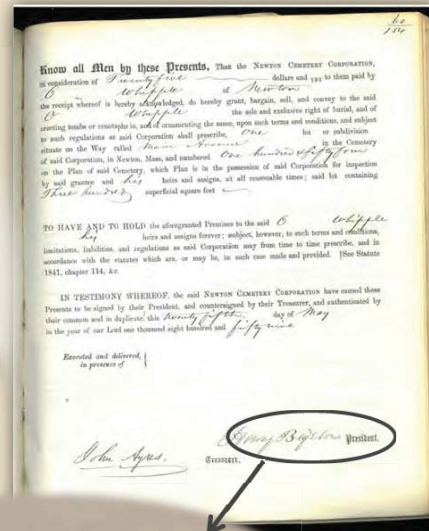 60
154
Know all Men by these Presents, That the NEWTON CEMETERY CORPORATION,
in consideration of Twenty five dollars and to them paid by
O Whipple of Newton
the receipt whereof is hereby acknowledged, do hereby grant, bargain, sell, and convey to the said
O Whipple the sole and exclusive right of burial, and of
erecting tombs or cenotaphs in, and of ornamenting the same, upon such terms and conditions, and subject
to such regulations as said Corporation shall prescribe, One lot or subdivision
situate on the Way called in the Cemetery
of said Corporation, in Newton, Mass, and numbered One hundred & fifty four
on the Plan of said Cemetery, which Plan is in the possession of said Corporation for inspection
by said grantee and his heirs and assigns, at all reasonable times; said lot containing
Three hundred superficial square feet
TO HAVE AND TO HOLD the aforegranted Premises to the said O Whipple
his heirs and assigns forever; subject, however, to such terms and conditions,
limitations, liabilities, and regulations as said Corporation may from time to time prescribe, and in
accordance with the statutes which are, or may be, in such case made and provided. [See Statute
1841, chapter 114, &c.
IN TESTIMONY WHEREOF, the said NEWTON CEMETERY CORPORATION have caused these
Presents to be signed by their President, and countersigned by their Treasurer, and authenticated by
their common seal in duplicate, this twenty fifth day of May
in the year of our Lord one thousand eight hundred and fifty nine
Executed and delivered,
in presence of
Henry Bigelow President.
John Ayres, Treasurer.